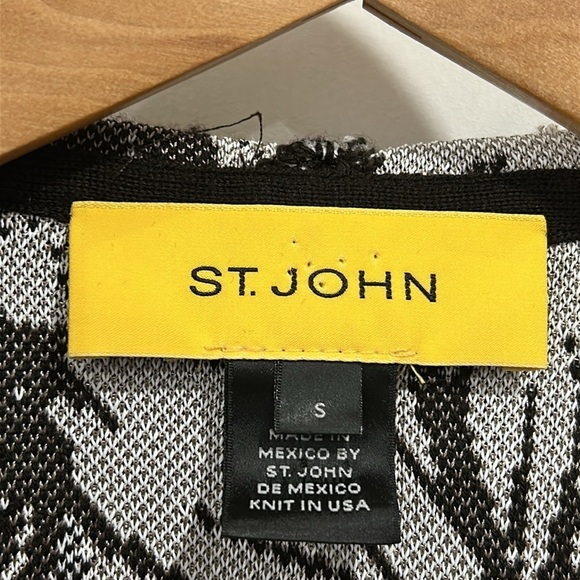 ST. JOHN
S
MADE IN
MEXICO BY
ST. JOHN
DE MEXICO
KNIT IN USA